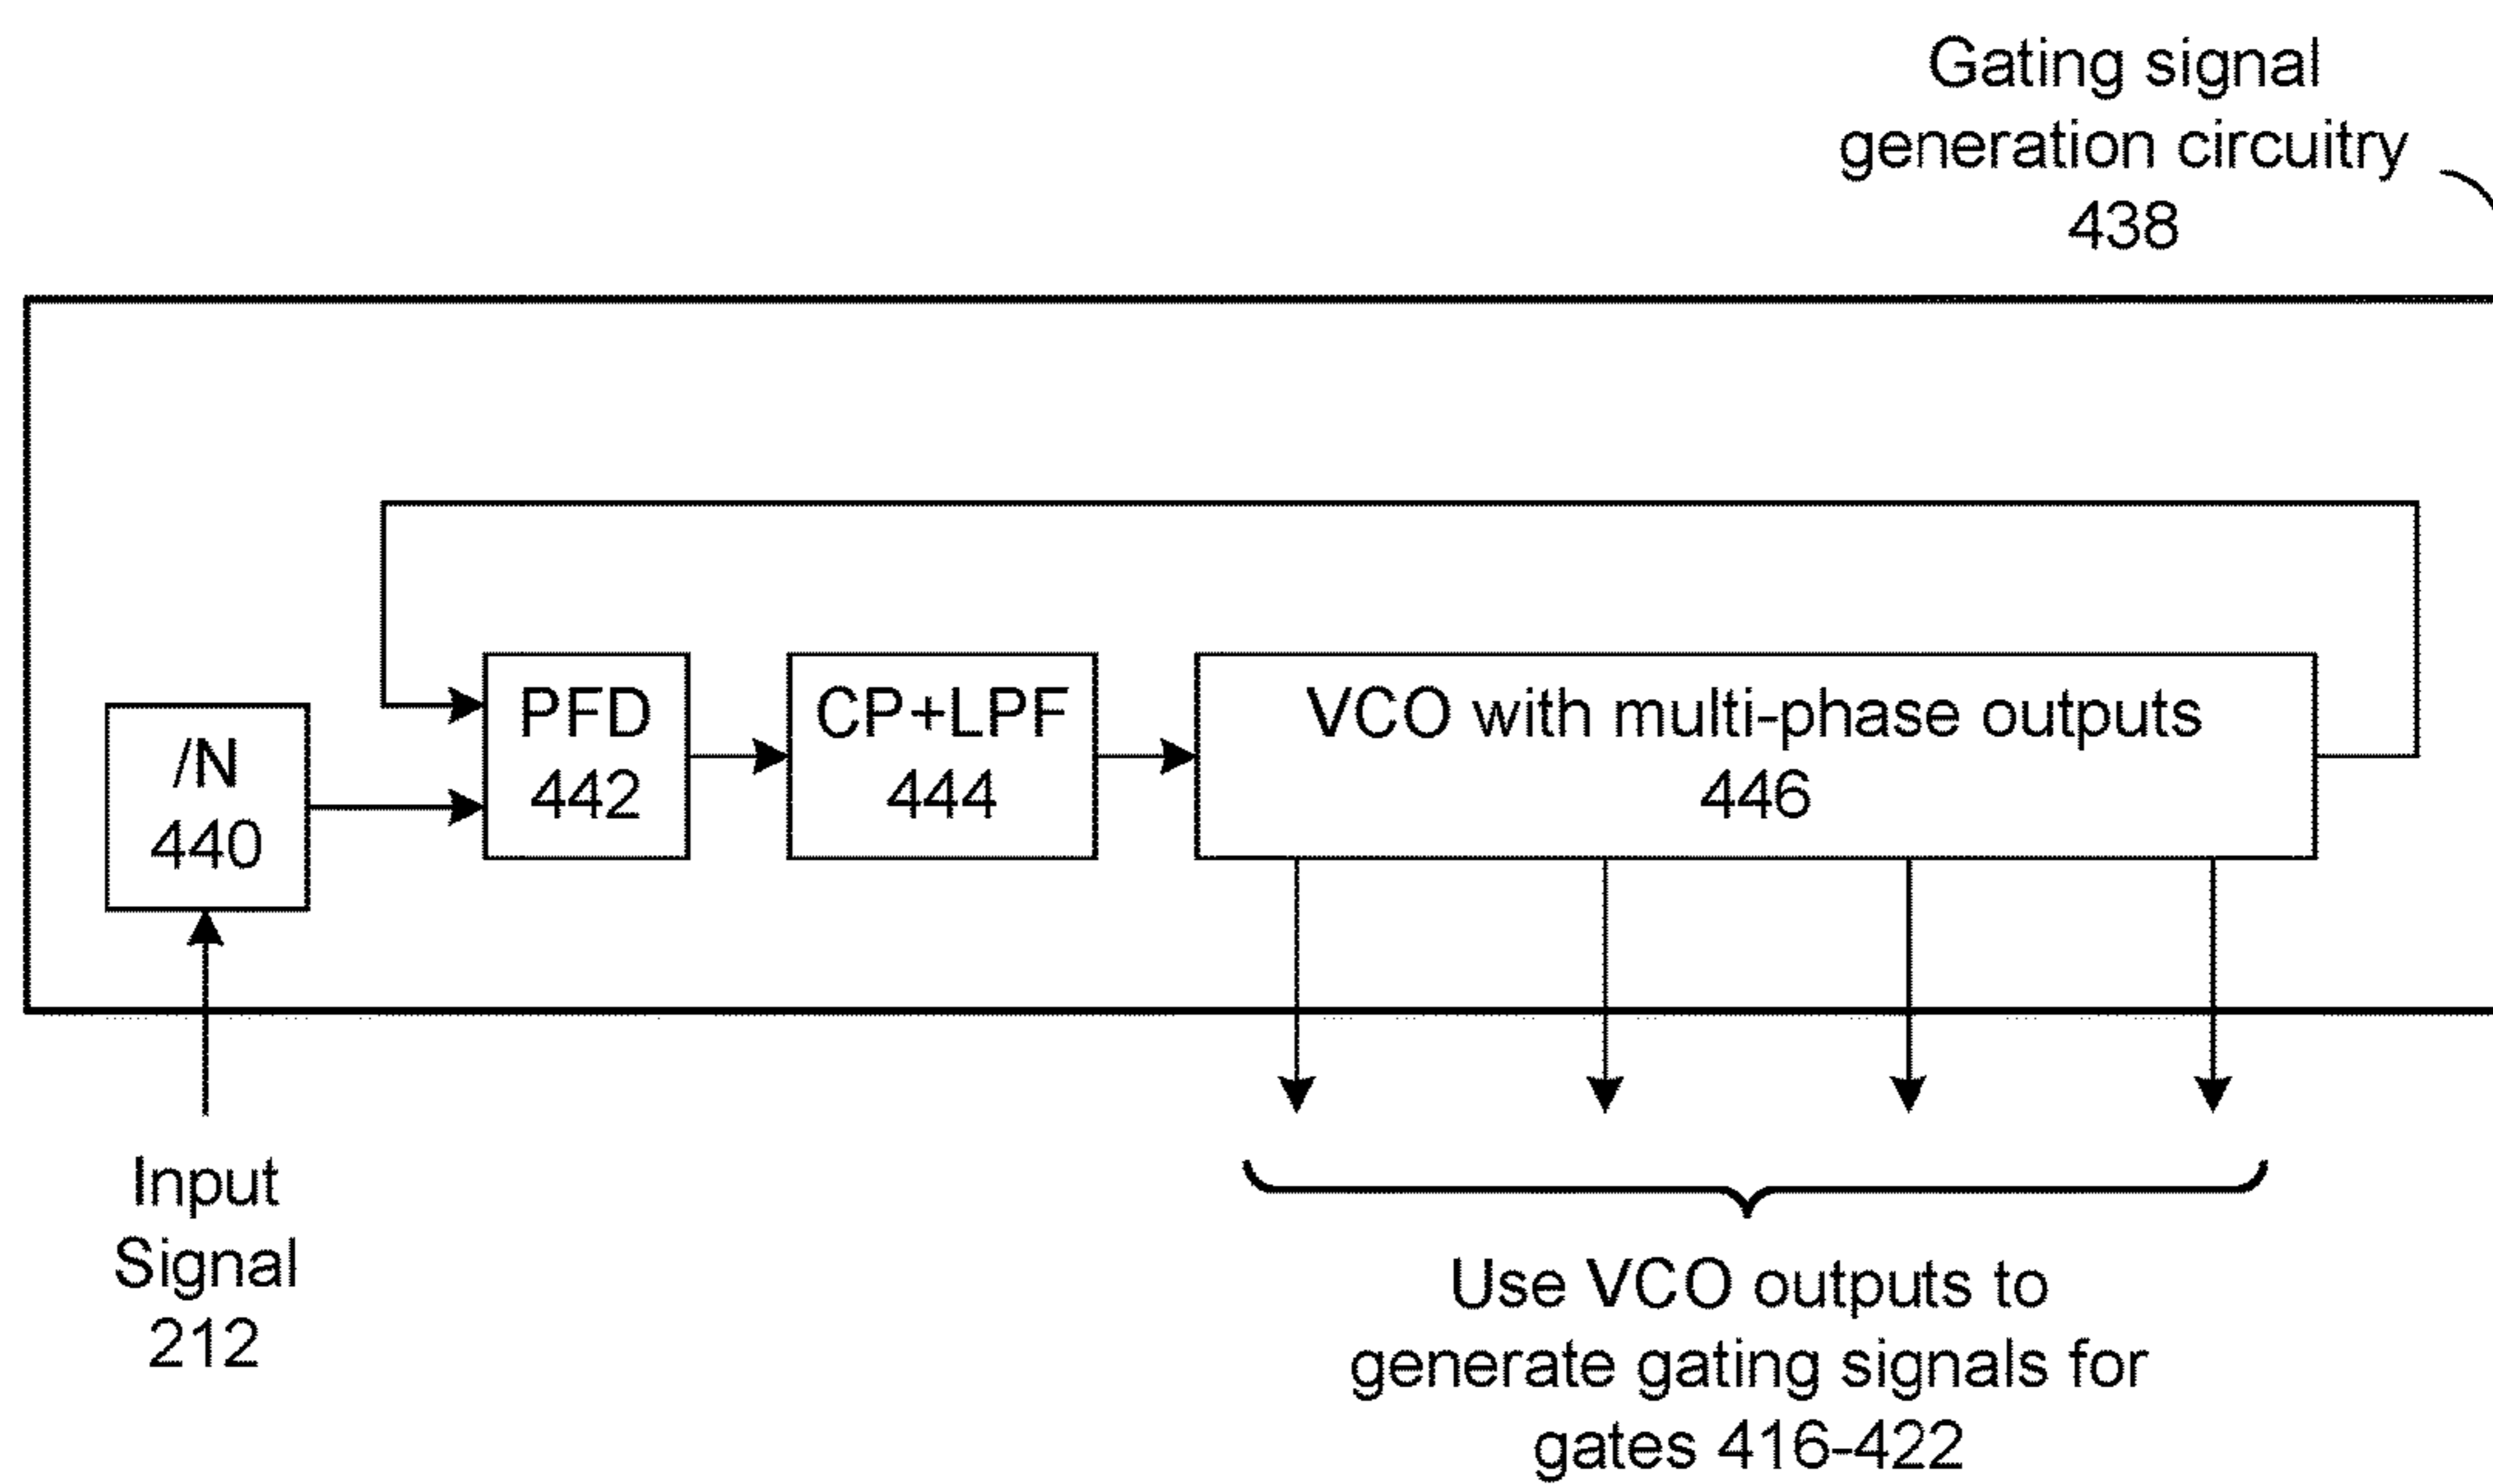 Gating signal
generation circuitry
438
/N
440
PFD
442
CP+LPF
444
VCO with multi-phase outputs
446
Input
Signal
212
Use VCO outputs to
generate gating signals for
gates 416-422